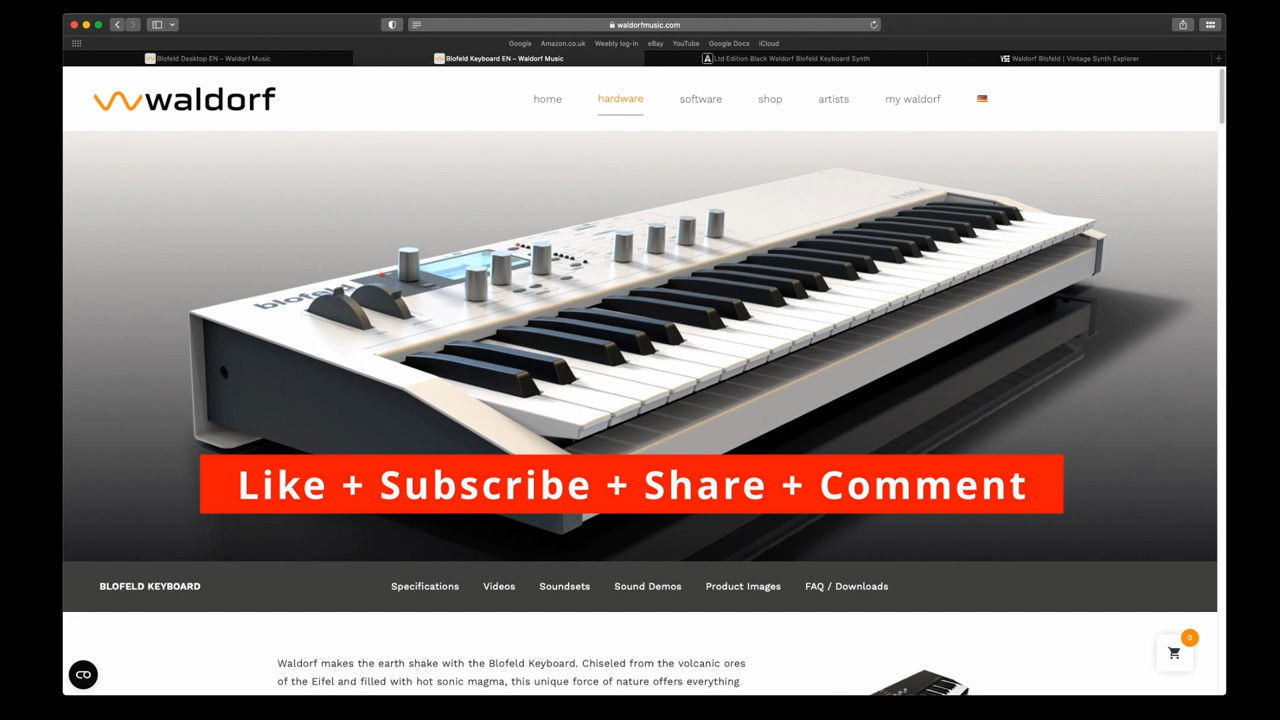 waldorfmusic.com
Google Amazon.co.uk Weebly log-in eBay YouTube Google Docs iCloud
Blofeld Desktop EN – Waldorf Music
Blofeld Keyboard EN – Waldorf Music
Ltd Edition Black Waldorf Blofeld Keyboard Synth
VSE Waldorf Blofeld | Vintage Synth Explorer
waldorf
home hardware software shop artists my waldorf
blofeld
Like + Subscribe + Share + Comment
BLOFELD KEYBOARD Specifications Videos Soundsets Sound Demos Product Images FAQ / Downloads
0
Waldorf makes the earth shake with the Blofeld Keyboard. Chiseled from the volcanic ores
of the Eifel and filled with hot sonic magma, this unique force of nature offers everything